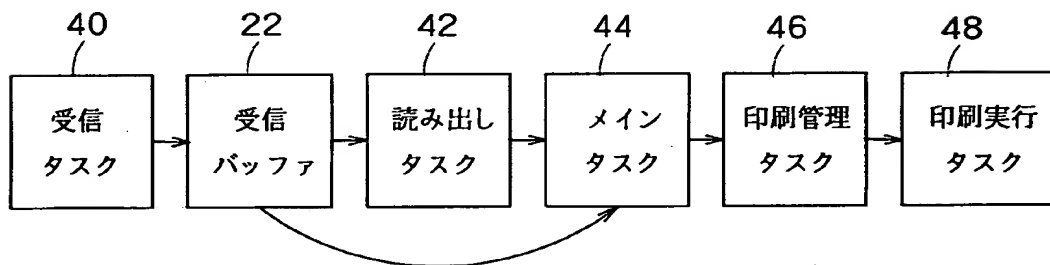 40 22 42 44 46 48
受信 受信 読み出し メイン 印刷管理 印刷実行
タスク バッファ タスク タスク タスク タスク